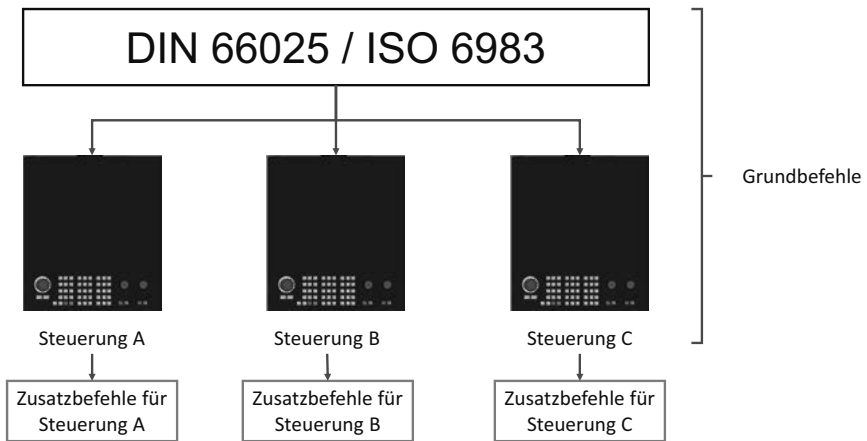 DIN 66025 / ISO 6983
Grundbefehle
Steuerung A
Steuerung B
Steuerung C
Zusatzbefehle für
Steuerung A
Zusatzbefehle für
Steuerung B
Zusatzbefehle für
Steuerung C